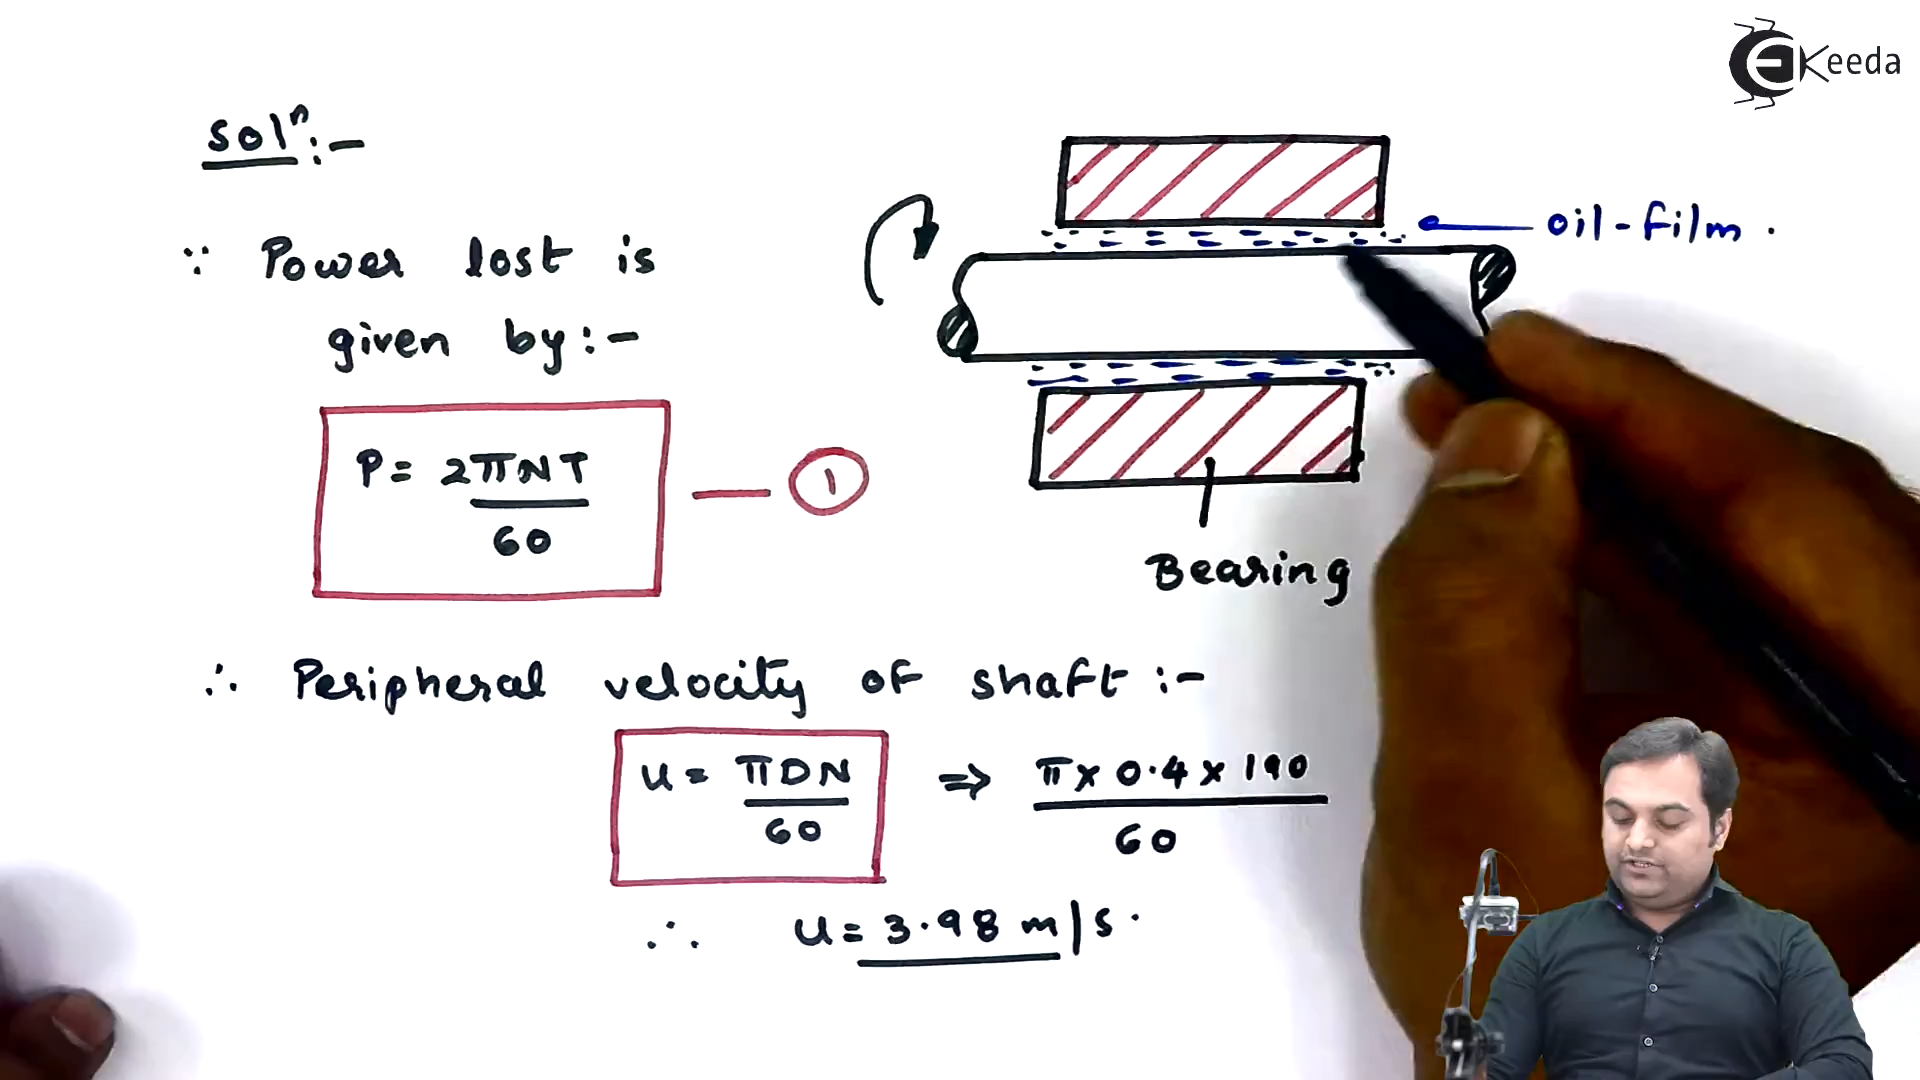 EKeeda
solⁿ:-
oil-film.
∵ Power lost is
given by:-
P = 2πNT
60
— 1
Bearing
∴ Peripheral velocity of shaft :-
u = πDN ⇒ π × 0.4 × 190
60 60
∴ u = 3.98 m/s.